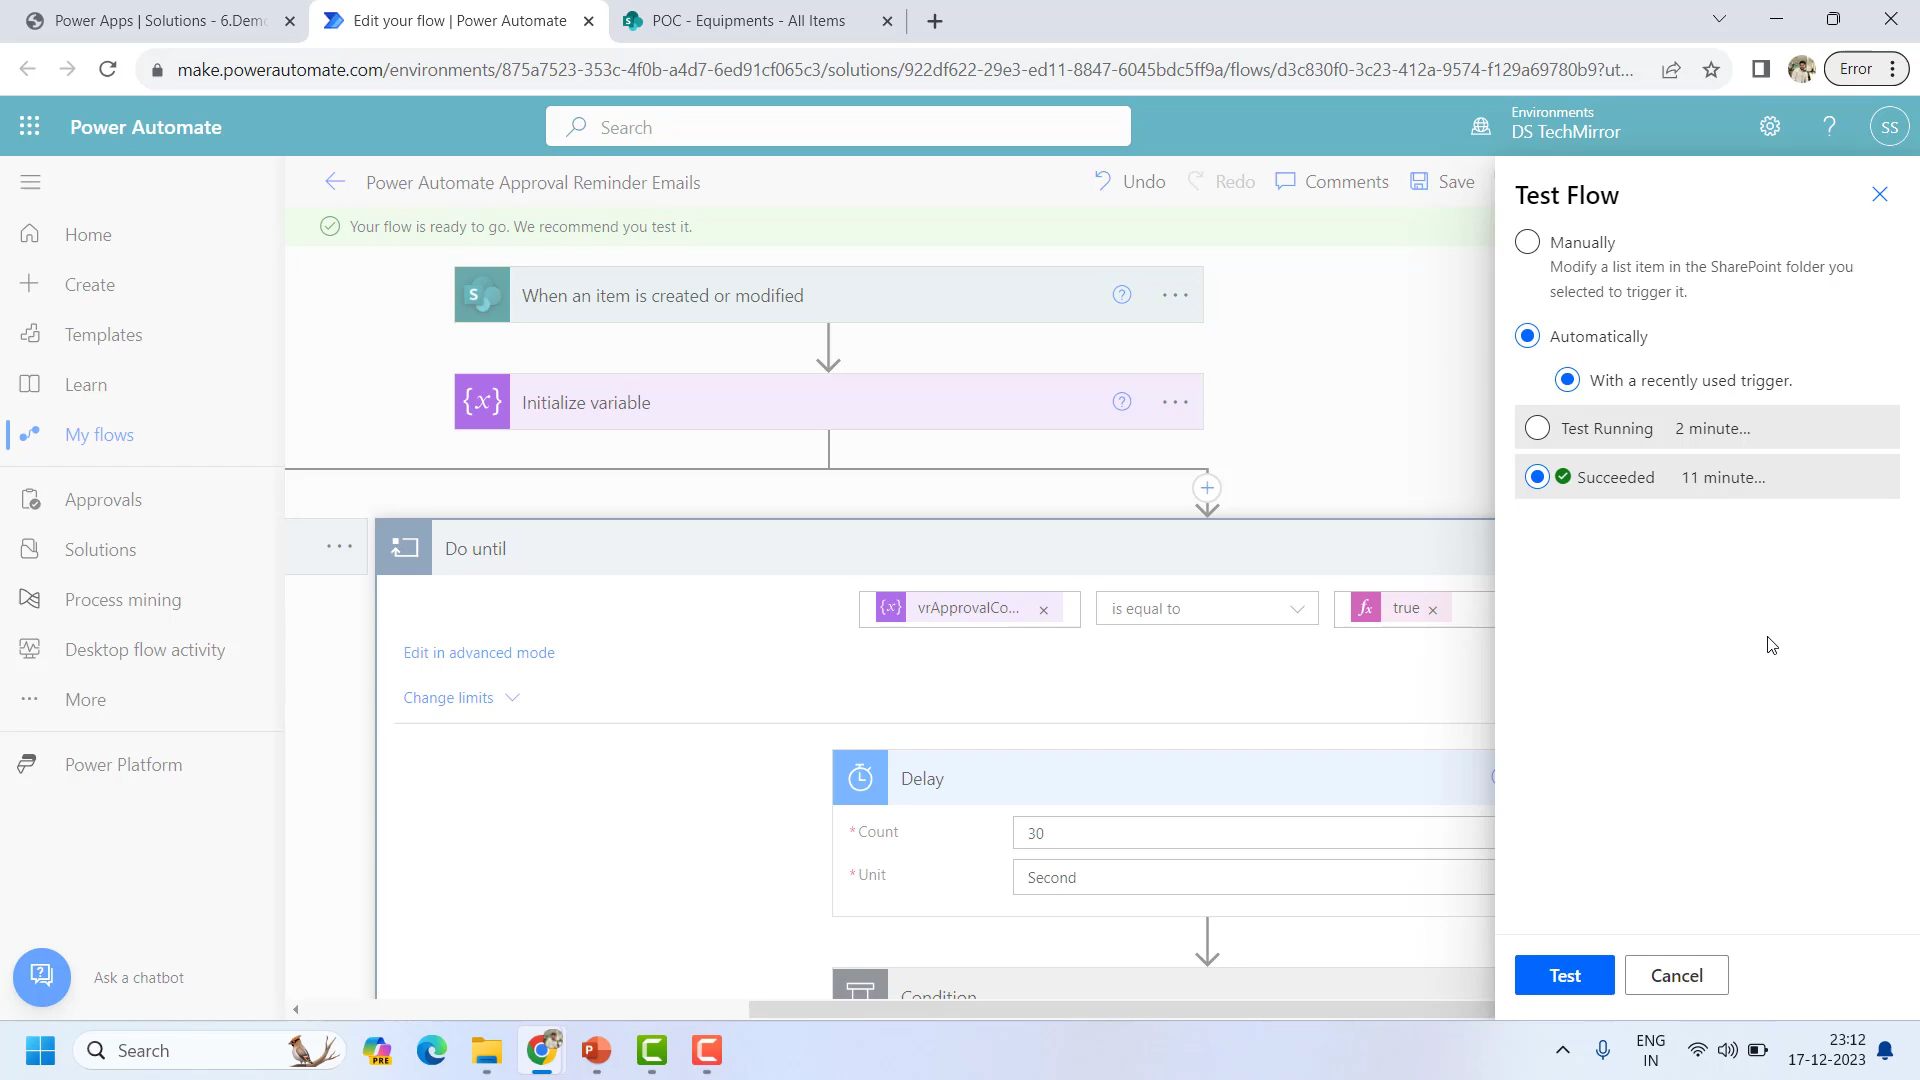 Power Apps | Solutions - 6.Demo
Edit your flow | Power Automate
POC - Equipments - All Items
make.powerautomate.com/environments/875a7523-353c-4f0b-a4d7-6ed91cf065c3/solutions/922df622-29e3-ed11-8847-6045bdc5ff9a/flows/d3c830f0-3c23-412a-9574-f129a69780b9?ut...
Error
Power Automate
Search
Environments
DS TechMirror
?
SS
Power Automate Approval Reminder Emails
Undo
Redo
Comments
Save
Your flow is ready to go. We recommend you test it.
Home
Create
Templates
Learn
My flows
Approvals
Solutions
Process mining
Desktop flow activity
More
Power Platform
Ask a chatbot
S
When an item is created or modified
{x}
Initialize variable
Do until
{x} vrApprovalCo...
is equal to
fx true
Edit in advanced mode
Change limits
Delay
*Count
30
*Unit
Second
Condition
Test Flow
Manually
Modify a list item in the SharePoint folder you
selected to trigger it.
Automatically
With a recently used trigger.
Test Running 2 minute...
Succeeded 11 minute...
Test
Cancel
Search
PRE
ENG
IN
23:12
17-12-2023